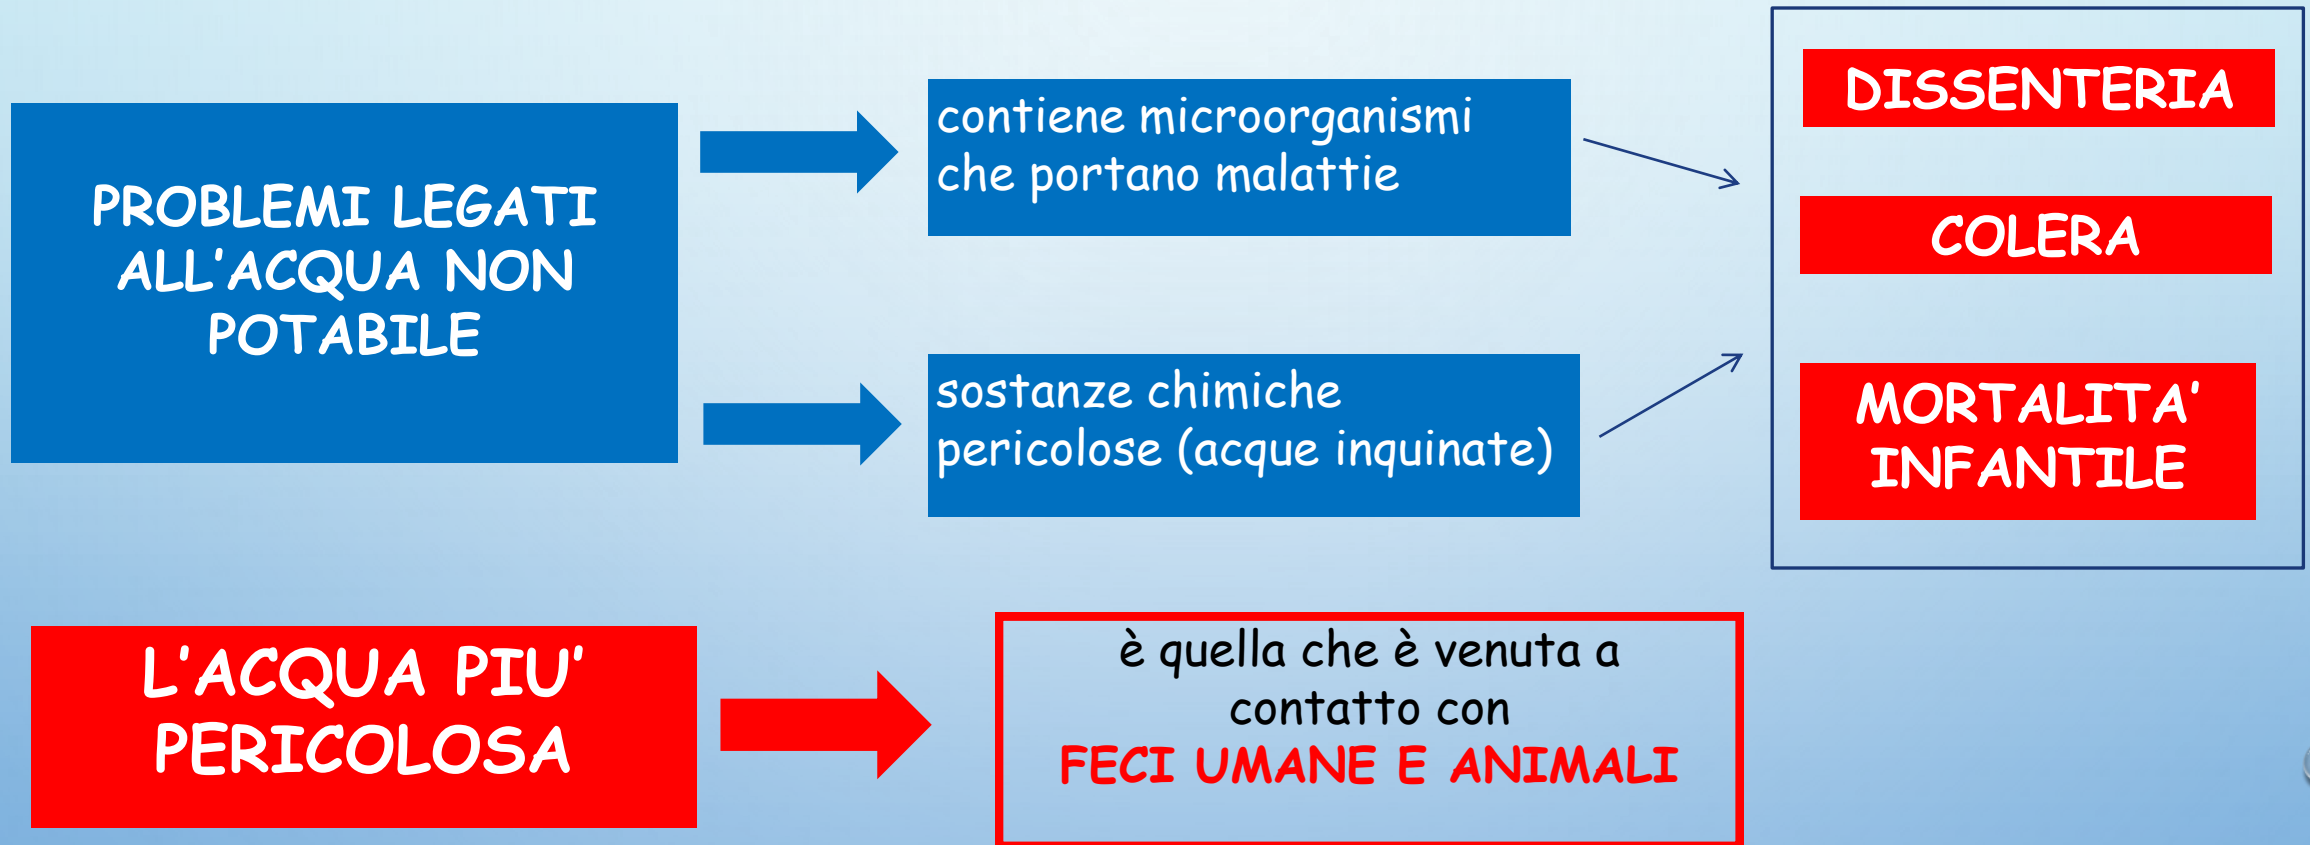 PROBLEMI LEGATI
ALL'ACQUA NON
POTABILE
contiene microorganismi
che portano malattie
sostanze chimiche
pericolose (acque inquinate)
DISSENTERIA
COLERA
MORTALITA'
INFANTILE
L'ACQUA PIU'
PERICOLOSA
è quella che è venuta a
contatto con
FECI UMANE E ANIMALI